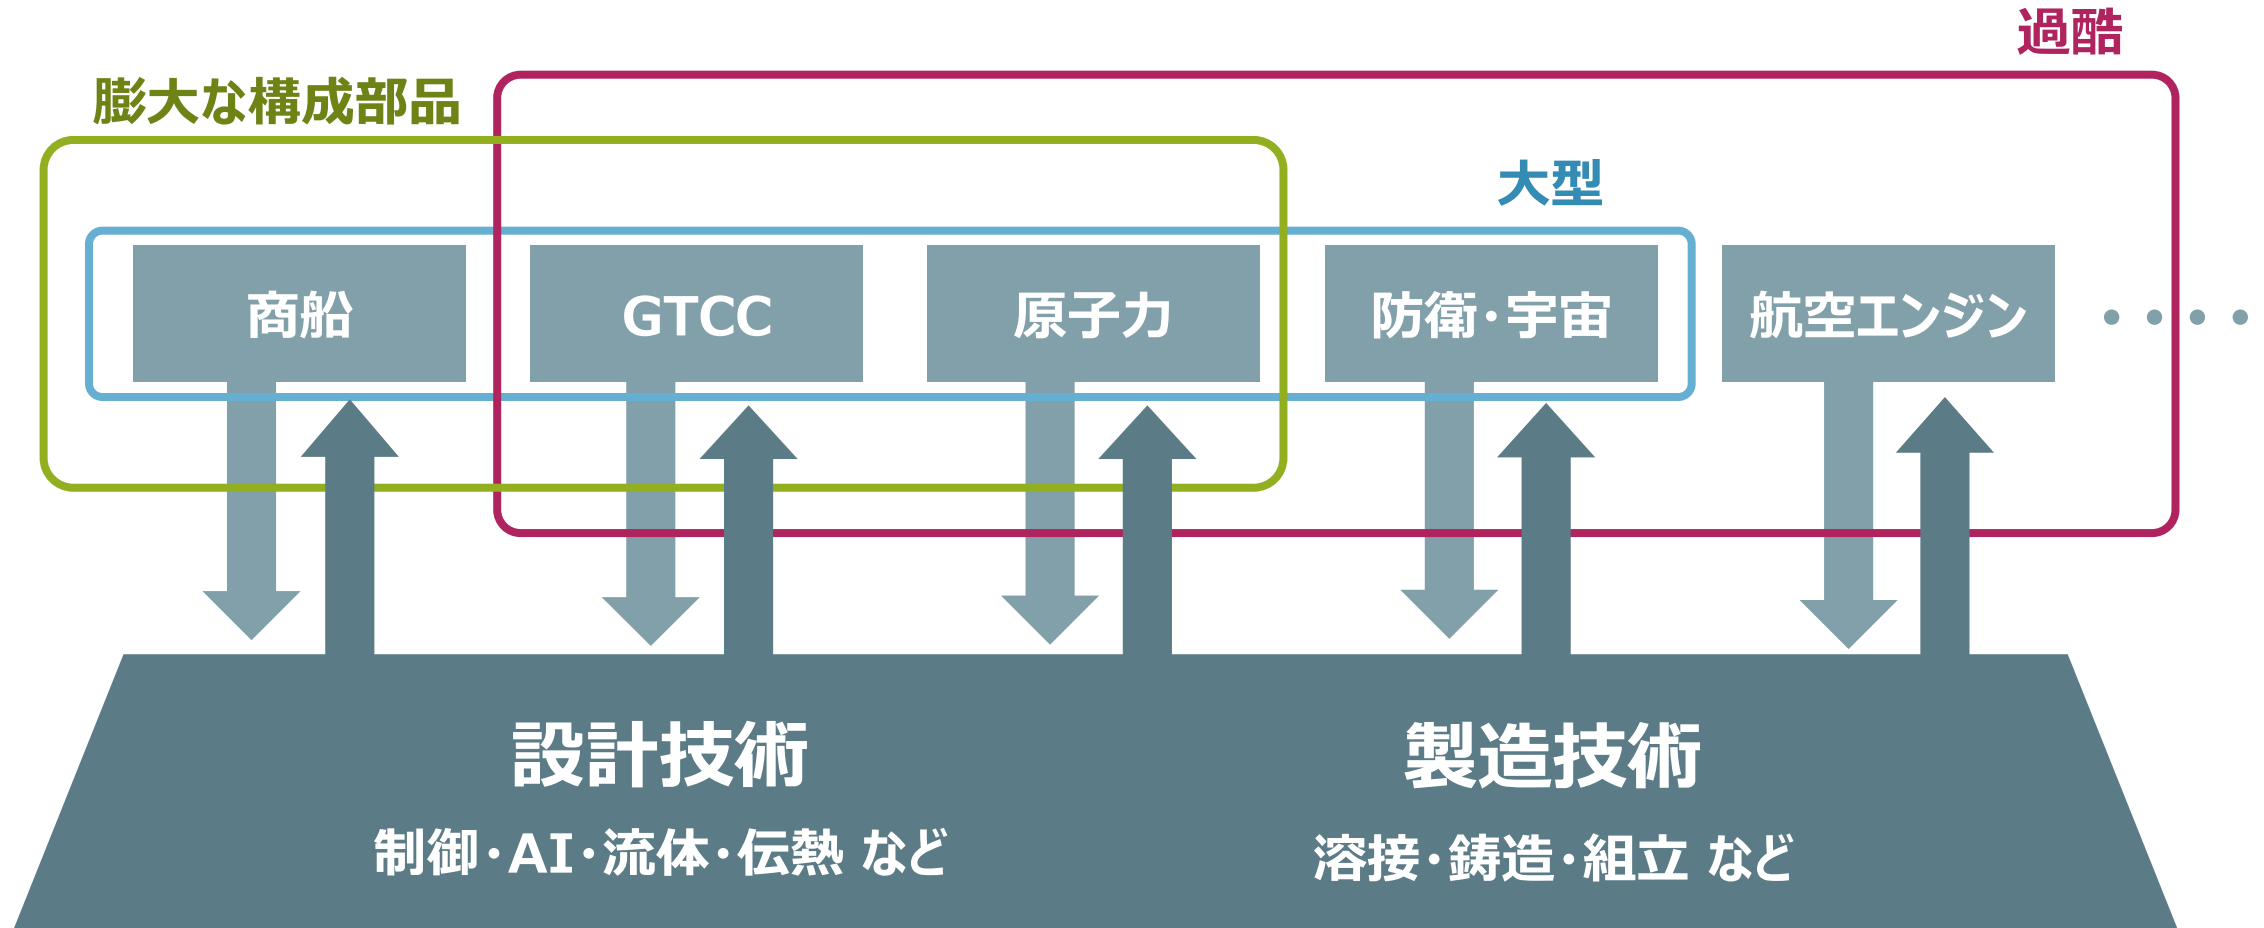 過酷
膨大な構成部品
大型
商船
GTCC
原子力
防衛・宇宙
航空エンジン
設計技術
製造技術
制御・AI・流体・伝熱 など
溶接・鋳造・組立 など